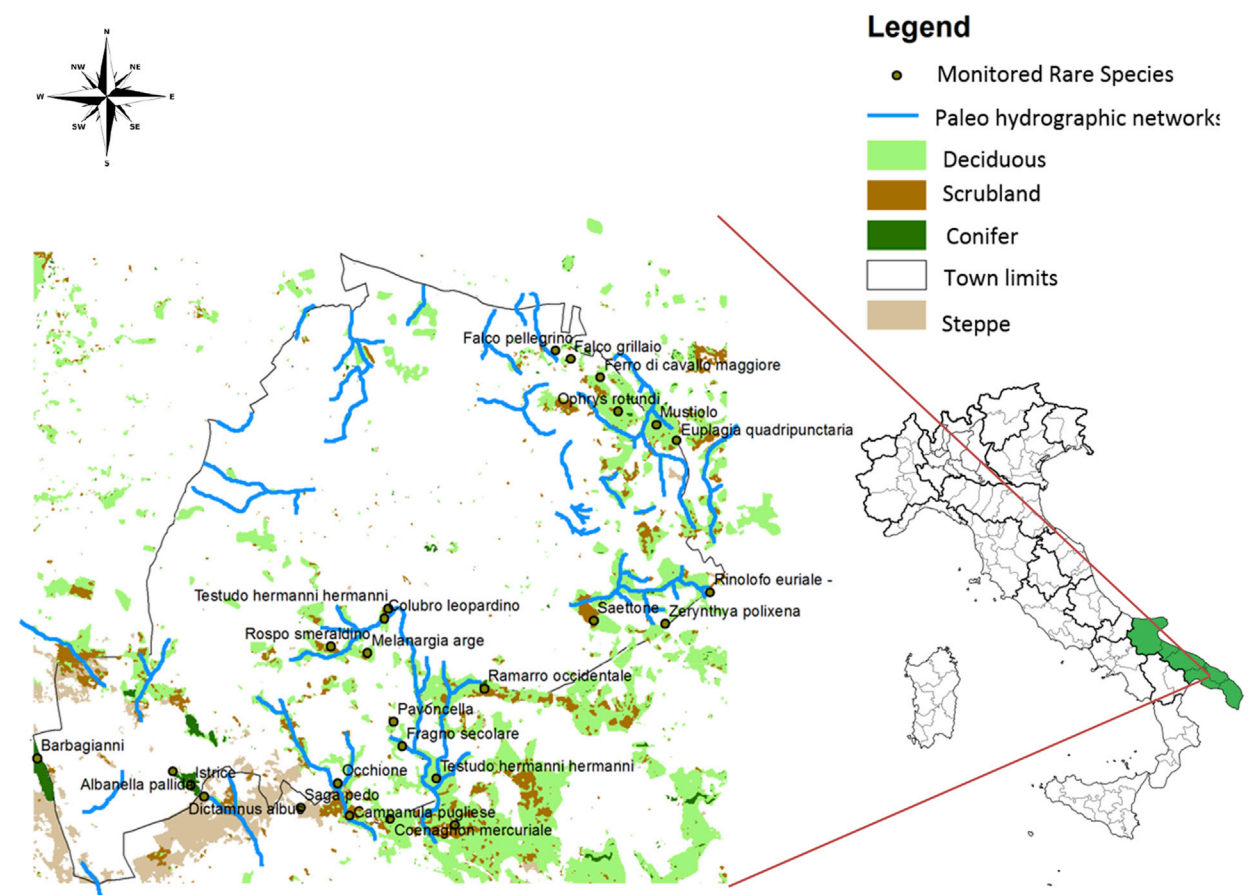 N
NW
NE
W
E
SW
SE
S
Legend
Monitored Rare Species
Paleo hydrographic networks
Deciduous
Scrubland
Conifer
Town limits
Steppe
Falco pellegrino
Falco grillaio
Ferro di cavallo maggiore
Ophrys rotundi
Mustiolo
Euplagia quadripunctaria
Rinolofo euriale -
Testudo hermanni hermanni
Colubro leopardino
Saettone
Zerynthya polixena
Rospo smeraldino
Melanargia arge
Ramarro occidentale
Pavoncella
Fragno secolare
Barbagianni
Istrice
Occhione
Testudo hermanni hermanni
Albanella pallida
Saga pedo
Dictamnus albus
Campanula pugliese
Coenagnon mercuriale